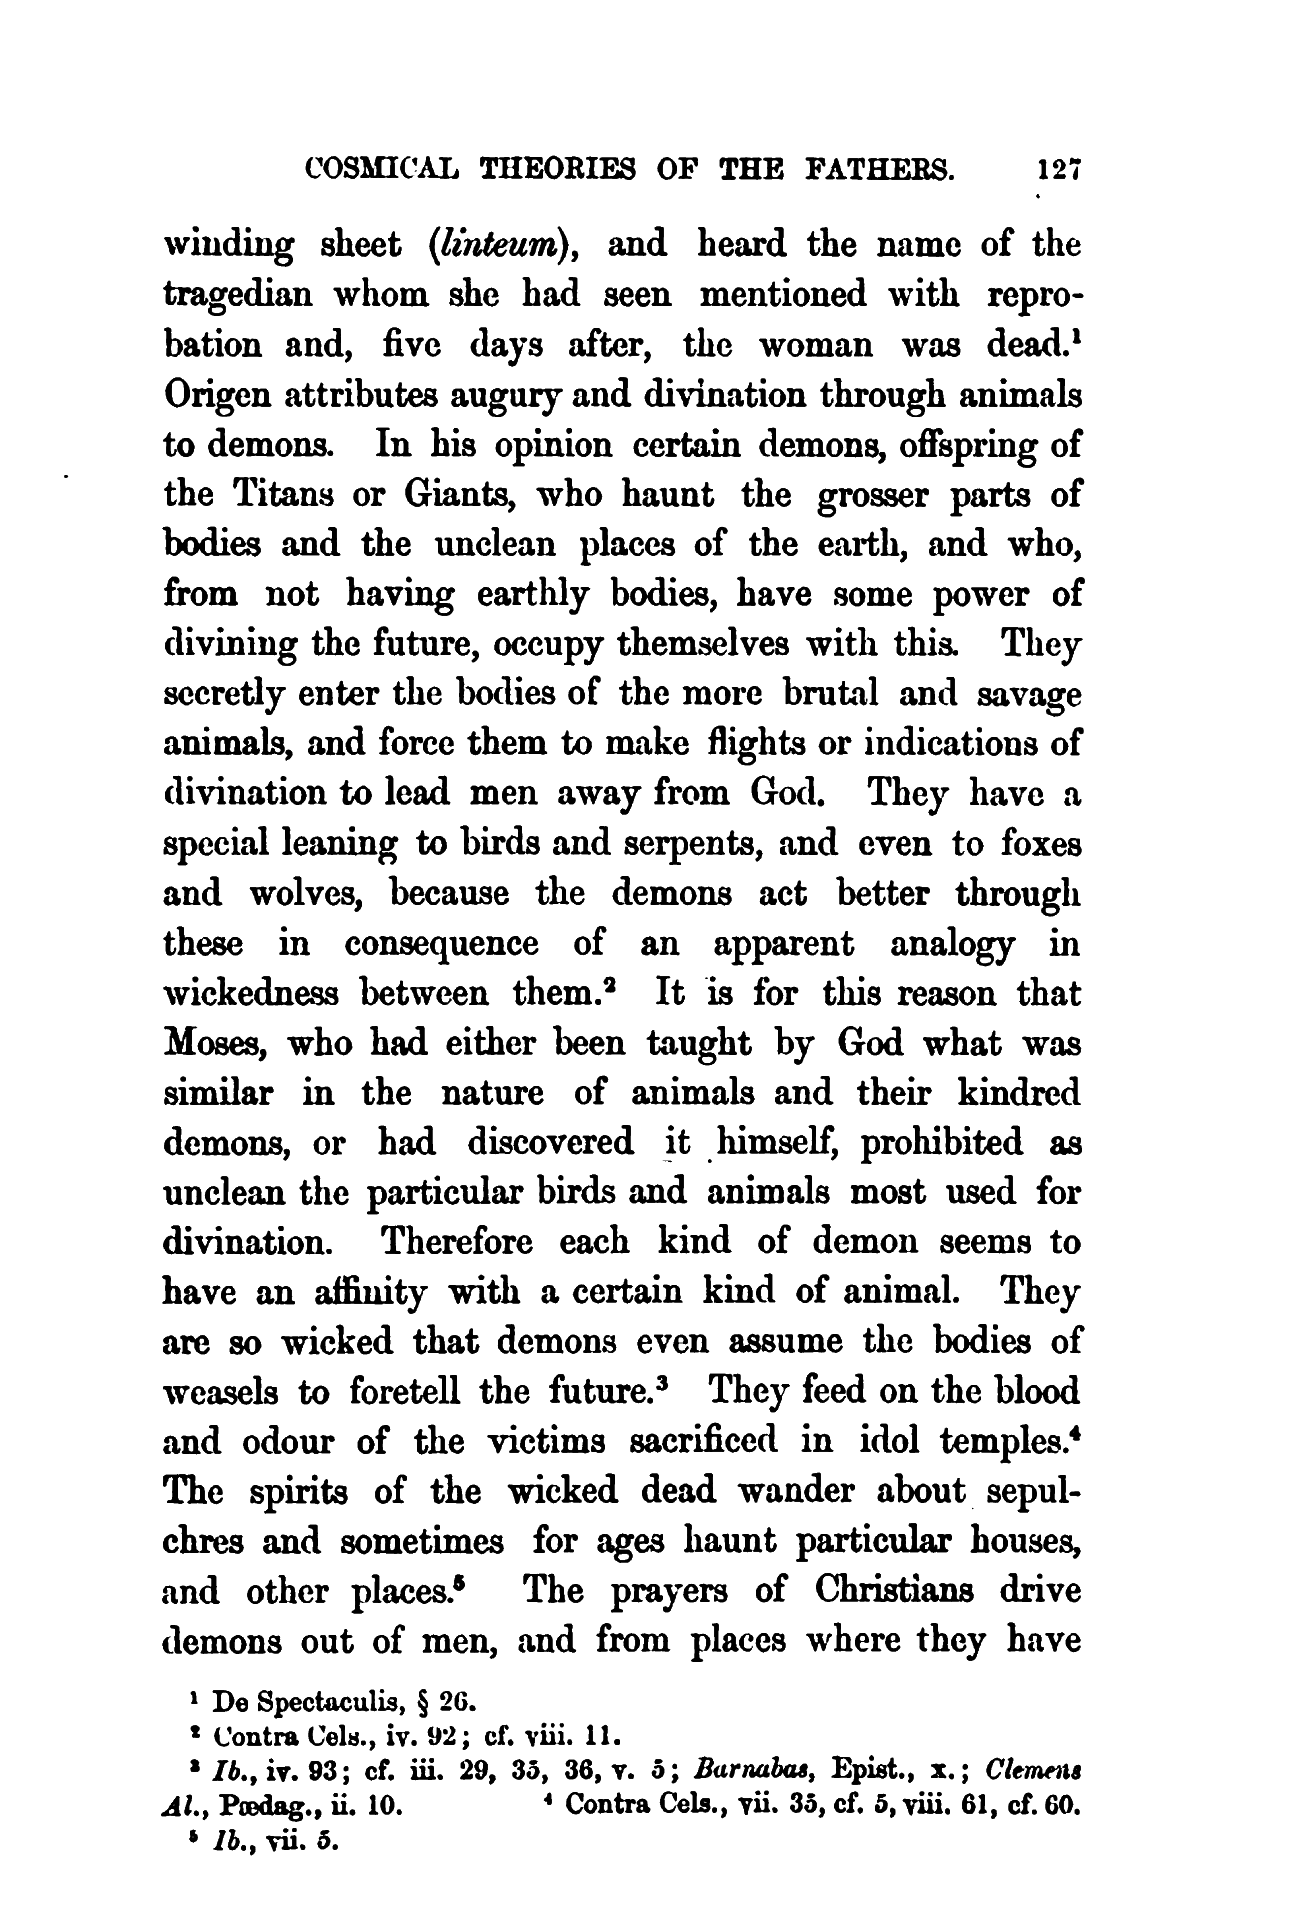 COSMICAL THEORIES OF THE FATHERS. 127
winding sheet (linteum), and heard the name of the
tragedian whom she had seen mentioned with repro-
bation and, five days after, the woman was dead.¹
Origen attributes augury and divination through animals
to demons. In his opinion certain demons, offspring of
the Titans or Giants, who haunt the grosser parts of
bodies and the unclean places of the earth, and who,
from not having earthly bodies, have some power of
divining the future, occupy themselves with this. They
secretly enter the bodies of the more brutal and savage
animals, and force them to make flights or indications of
divination to lead men away from God. They have a
special leaning to birds and serpents, and even to foxes
and wolves, because the demons act better through
these in consequence of an apparent analogy in
wickedness between them.² It is for this reason that
Moses, who had either been taught by God what was
similar in the nature of animals and their kindred
demons, or had discovered it himself, prohibited as
unclean the particular birds and animals most used for
divination. Therefore each kind of demon seems to
have an affinity with a certain kind of animal. They
are so wicked that demons even assume the bodies of
weasels to foretell the future.³ They feed on the blood
and odour of the victims sacrificed in idol temples.⁴
The spirits of the wicked dead wander about sepul-
chres and sometimes for ages haunt particular houses,
and other places.⁵ The prayers of Christians drive
demons out of men, and from places where they have
¹ De Spectaculis, § 26.
² Contra Cels., iv. 92; cf. viii. 11.
³ Ib., iv. 93; cf. iii. 29, 35, 36, v. 5; Barnabas, Epist., x.; Clemens
Al., Pœdag., ii. 10. ⁴ Contra Cels., vii. 35, cf. 5, viii. 61, cf. 60.
⁵ Ib., vii. 5.